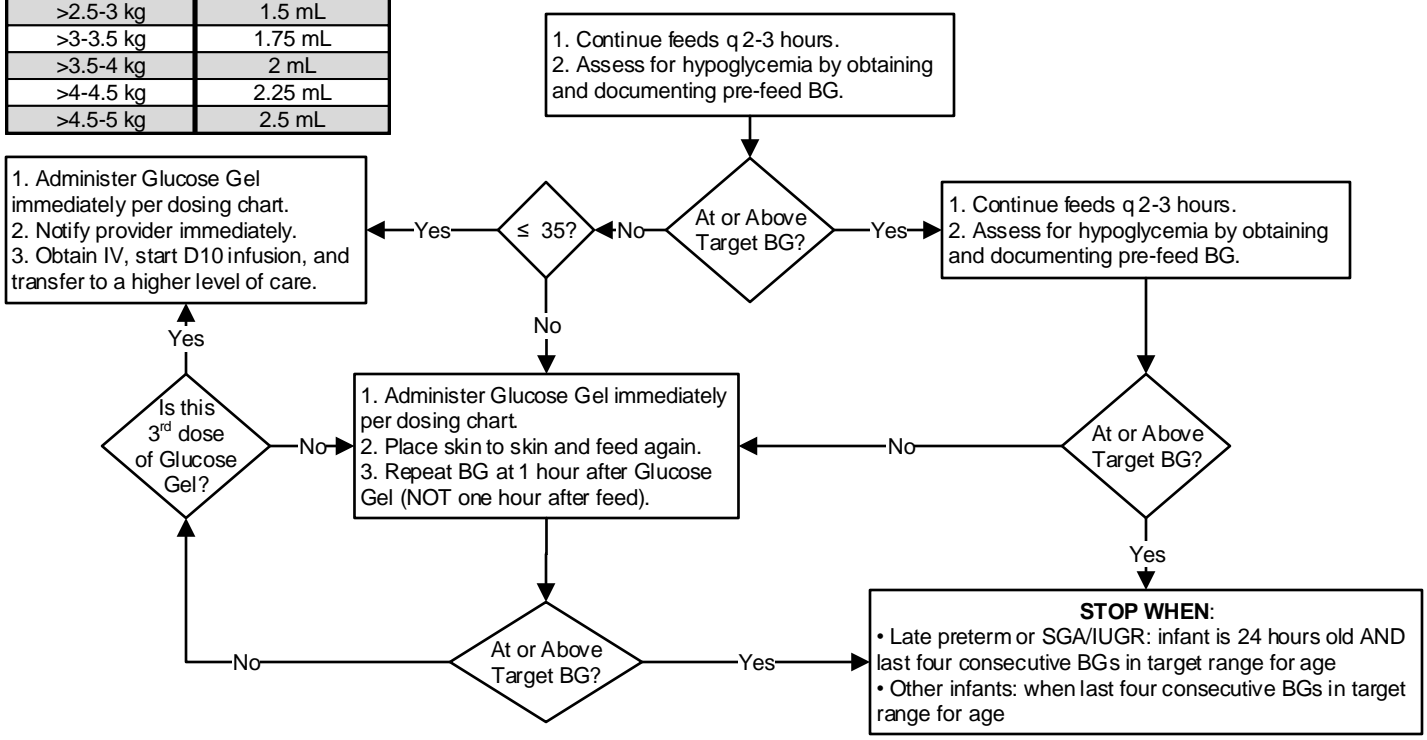 >2.5-3 kg 1.5 mL
>3-3.5 kg 1.75 mL
>3.5-4 kg 2 mL
>4-4.5 kg 2.25 mL
>4.5-5 kg 2.5 mL
1. Continue feeds q 2-3 hours.
2. Assess for hypoglycemia by obtaining
and documenting pre-feed BG.
At or Above
Target BG?
No
Yes
≤ 35?
Yes
No
1. Administer Glucose Gel
immediately per dosing chart.
2. Notify provider immediately.
3. Obtain IV, start D10 infusion, and
transfer to a higher level of care.
1. Continue feeds q 2-3 hours.
2. Assess for hypoglycemia by obtaining
and documenting pre-feed BG.
Yes
Is this
3rd dose
of Glucose
Gel?
No
1. Administer Glucose Gel immediately
per dosing chart.
2. Place skin to skin and feed again.
3. Repeat BG at 1 hour after Glucose
Gel (NOT one hour after feed).
No
At or Above
Target BG?
Yes
No
At or Above
Target BG?
Yes
STOP WHEN:
• Late preterm or SGA/IUGR: infant is 24 hours old AND
last four consecutive BGs in target range for age
• Other infants: when last four consecutive BGs in target
range for age